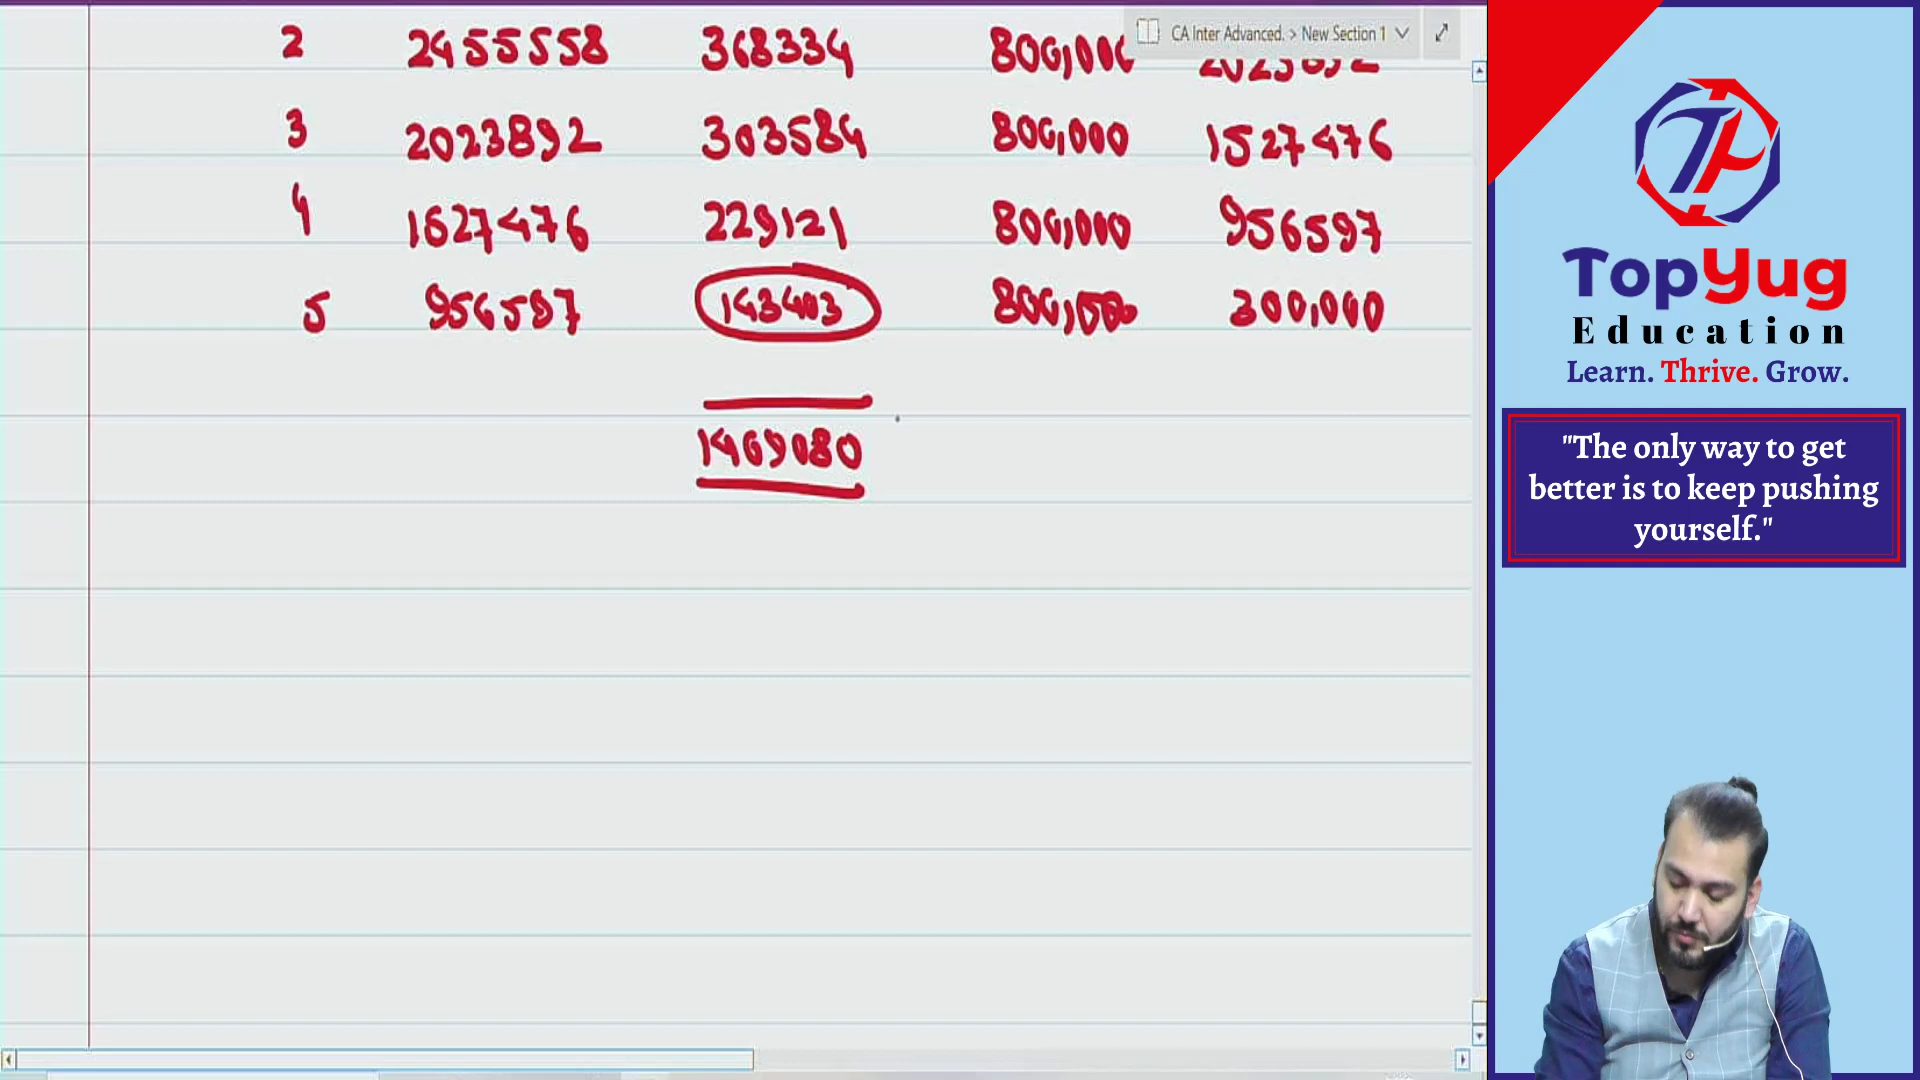 CA Inter Advanced. > New Section 1
2 2455558 368334 800,000 2023892
3 2023892 303584 800,000 1527476
4 1527476 229121 800,000 956597
5 956597 143403 800,000 300,000
1469080
TopYug
Education
Learn. Thrive. Grow.
"The only way to get
better is to keep pushing
yourself."